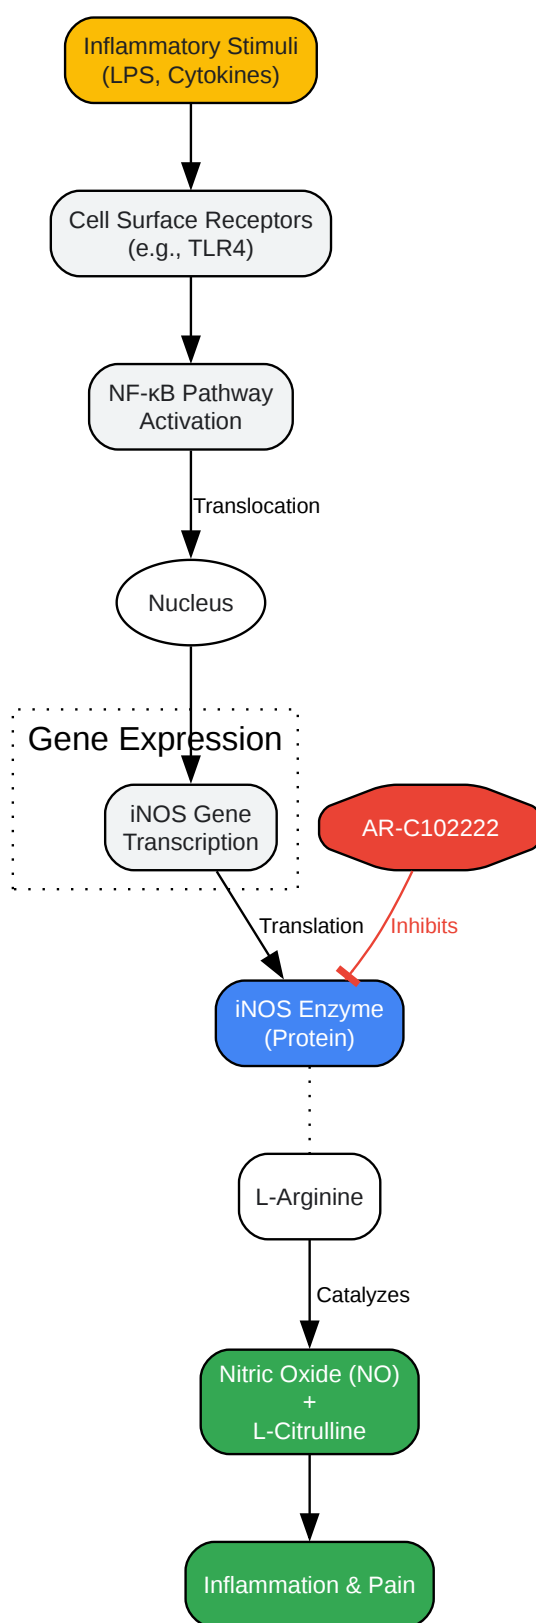 Inflammatory Stimuli
(LPS, Cytokines)
Cell Surface Receptors
(e.g., TLR4)
NF-κB Pathway
Activation
Translocation
Nucleus
Gene Expression
iNOS Gene
Transcription
AR-C102222
Translation
Inhibits
iNOS Enzyme
(Protein)
L-Arginine
Catalyzes
Nitric Oxide (NO)
+
L-Citrulline
Inflammation & Pain